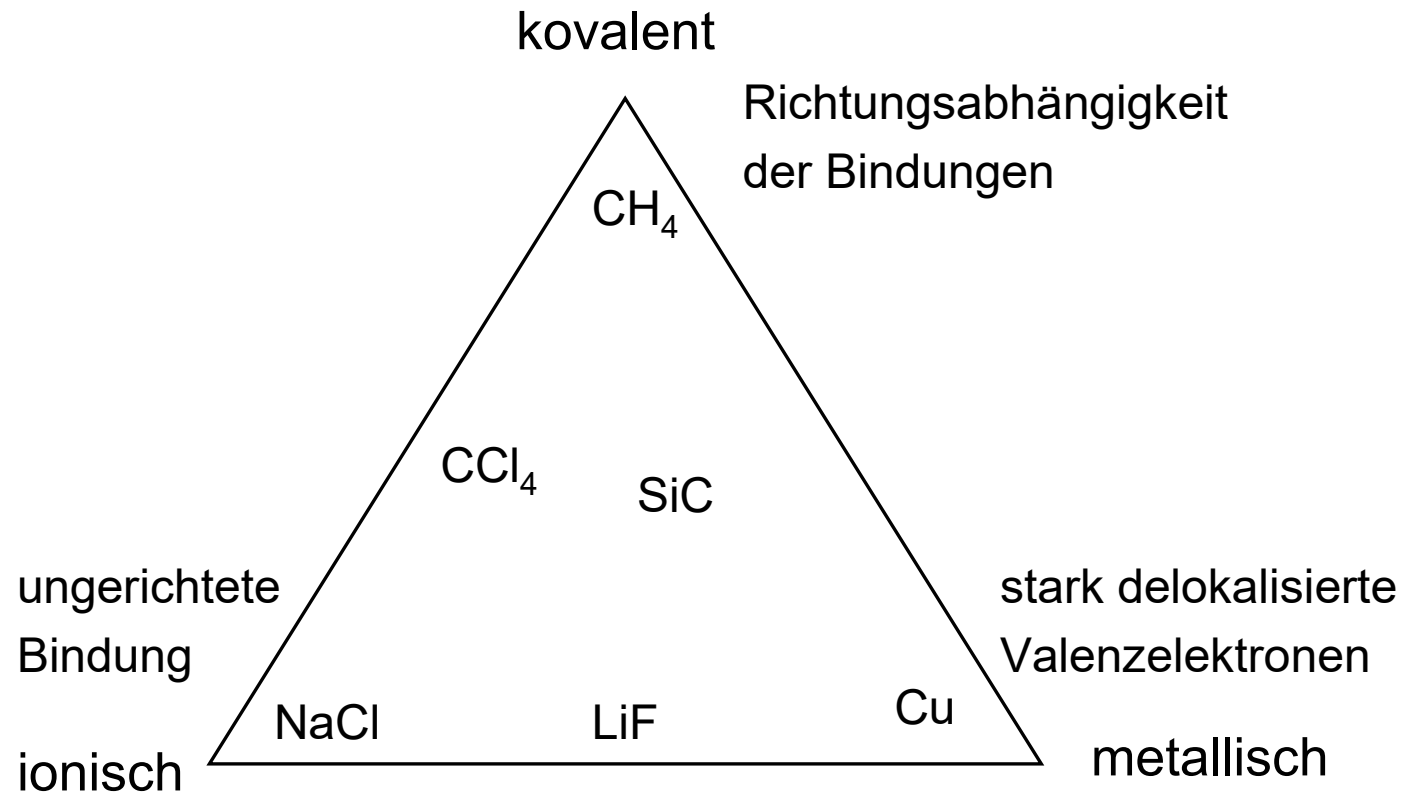 kovalent
Richtungsabhängigkeit
der Bindungen
CH₄
CCl₄
SiC
ungerichtete
Bindung
stark delokalisierte
Valenzelektronen
NaCl
LiF
Cu
ionisch
metallisch